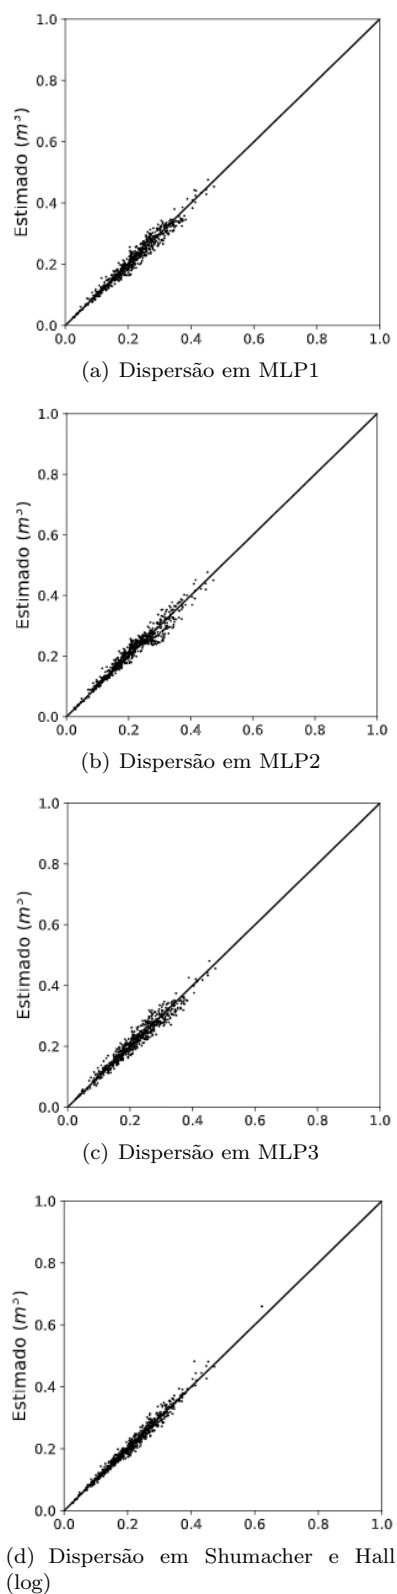 1.0
0.8
0.6
0.4
0.2
0.0
Estimado (m³)
0.0 0.2 0.4 0.6 0.8 1.0
(a) Dispersão em MLP1
1.0
0.8
0.6
0.4
0.2
0.0
Estimado (m³)
0.0 0.2 0.4 0.6 0.8 1.0
(b) Dispersão em MLP2
1.0
0.8
0.6
0.4
0.2
0.0
Estimado (m³)
0.0 0.2 0.4 0.6 0.8 1.0
(c) Dispersão em MLP3
1.0
0.8
0.6
0.4
0.2
0.0
Estimado (m³)
0.0 0.2 0.4 0.6 0.8 1.0
(d) Dispersão em Shumacher e Hall
(log)